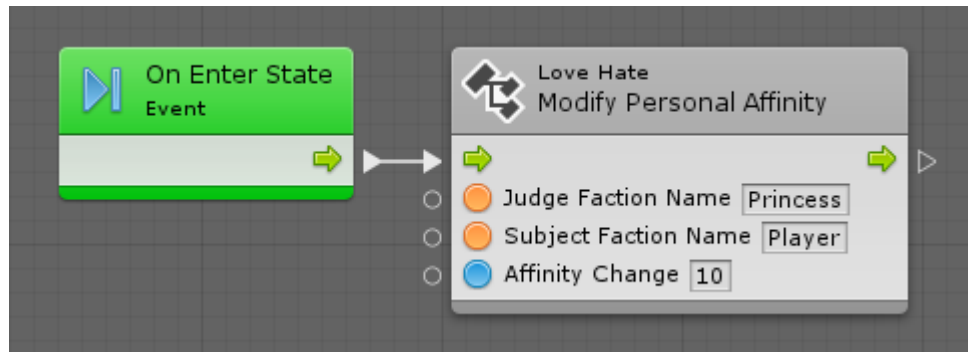 On Enter State
Event
Love Hate
Modify Personal Affinity
Judge Faction Name Princess
Subject Faction Name Player
Affinity Change 10